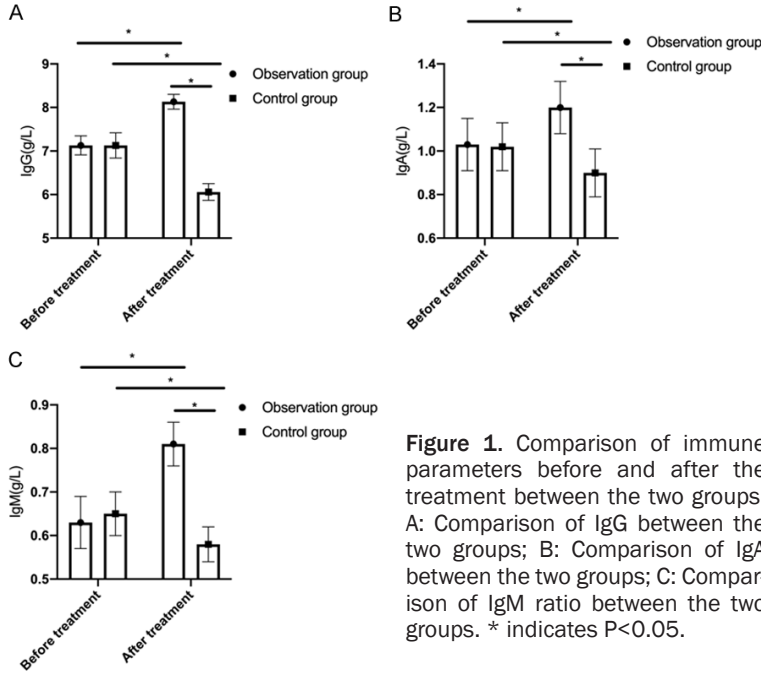 A
*
*
9
Observation group
*
Control group
8
7
6
5
IgG(g/L)
Before treatment
After treatment
B
*
*
Observation group
1.4
*
Control group
1.2
1.0
0.8
0.6
IgA(g/L)
Before treatment
After treatment
C
*
*
0.9
*
Observation group
Control group
0.8
0.7
0.6
0.5
IgM(g/L)
Before treatment
After treatment
Figure 1. Comparison of immune
parameters before and after the
treatment between the two groups
A: Comparison of IgG between the
two groups; B: Comparison of IgA
between the two groups; C: Compar-
ison of IgM ratio between the two
groups. * indicates P<0.05.